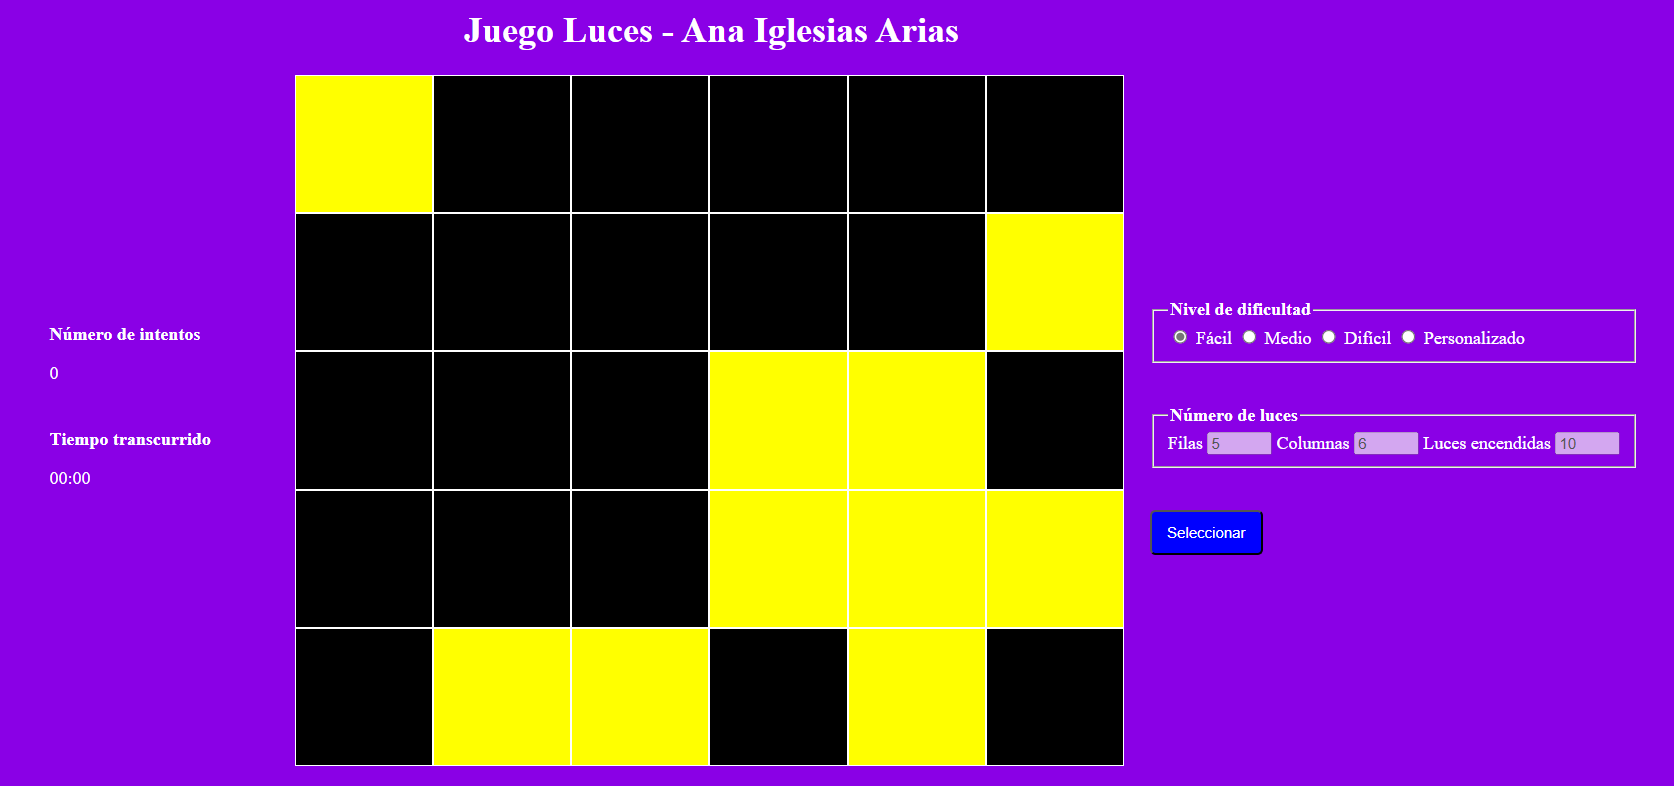 Juego Luces - Ana Iglesias Arias
Número de intentos
0
Tiempo transcurrido
00:00
Nivel de dificultad
Fácil Medio Difícil Personalizado
Número de luces
Filas 5 Columnas 6 Luces encendidas 10
Seleccionar